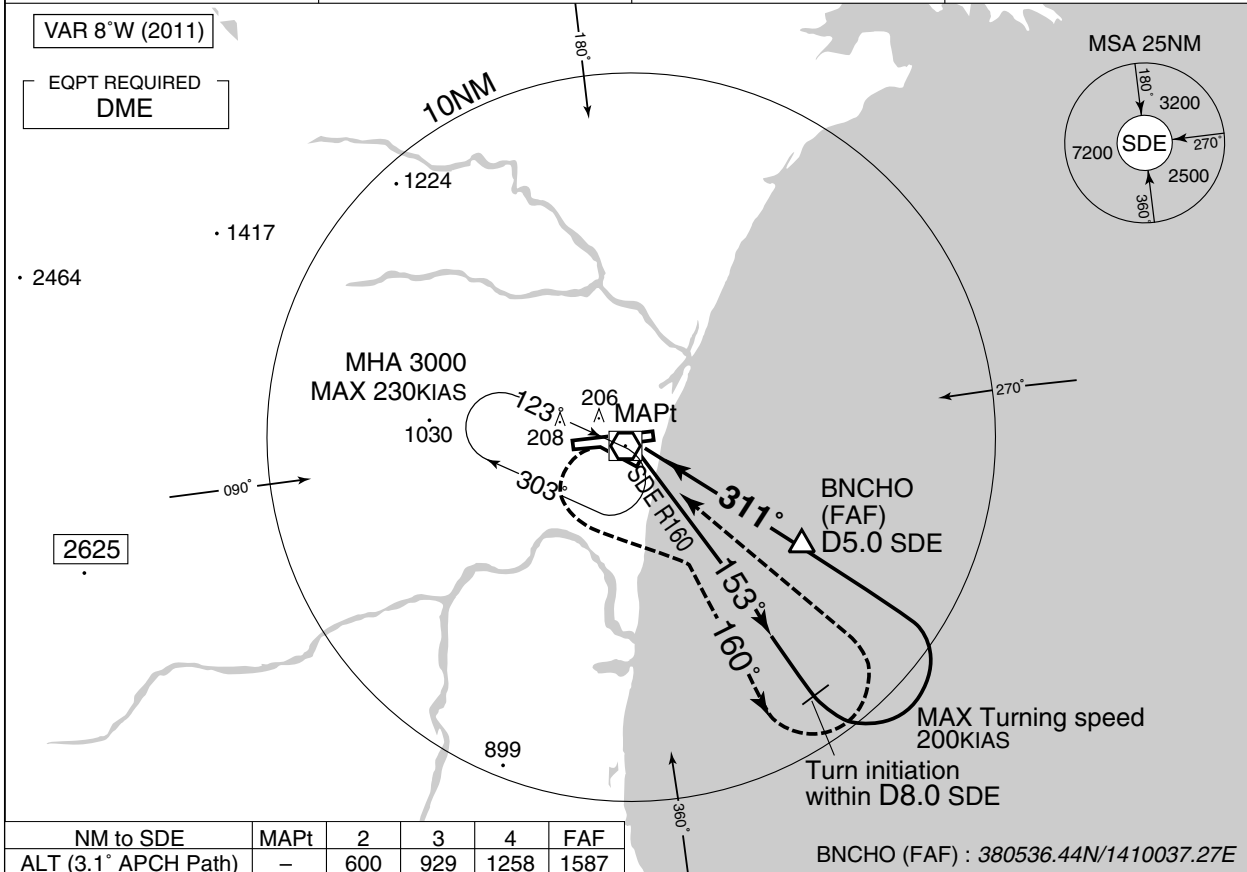 VAR 8˚W (2011)
EQPT REQUIRED
DME
180˚
10NM
MSA 25NM
180˚
3200
SDE
270˚
7200
2500
360˚
1224
1417
2464
MHA 3000
MAX 230KIAS
270˚
123˚
206
MAPt
208
1030
303˚
SDE R160
311˚
BNCHO
(FAF)
D5.0 SDE
090˚
2625
153˚
160˚
MAX Turning speed
200KIAS
899
Turn initiation
within D8.0 SDE
360˚
NM to SDE MAPt 2 3 4 FAF
ALT (3.1˚ APCH Path) – 600 929 1258 1587
BNCHO (FAF) : 380536.44N/1410037.27E